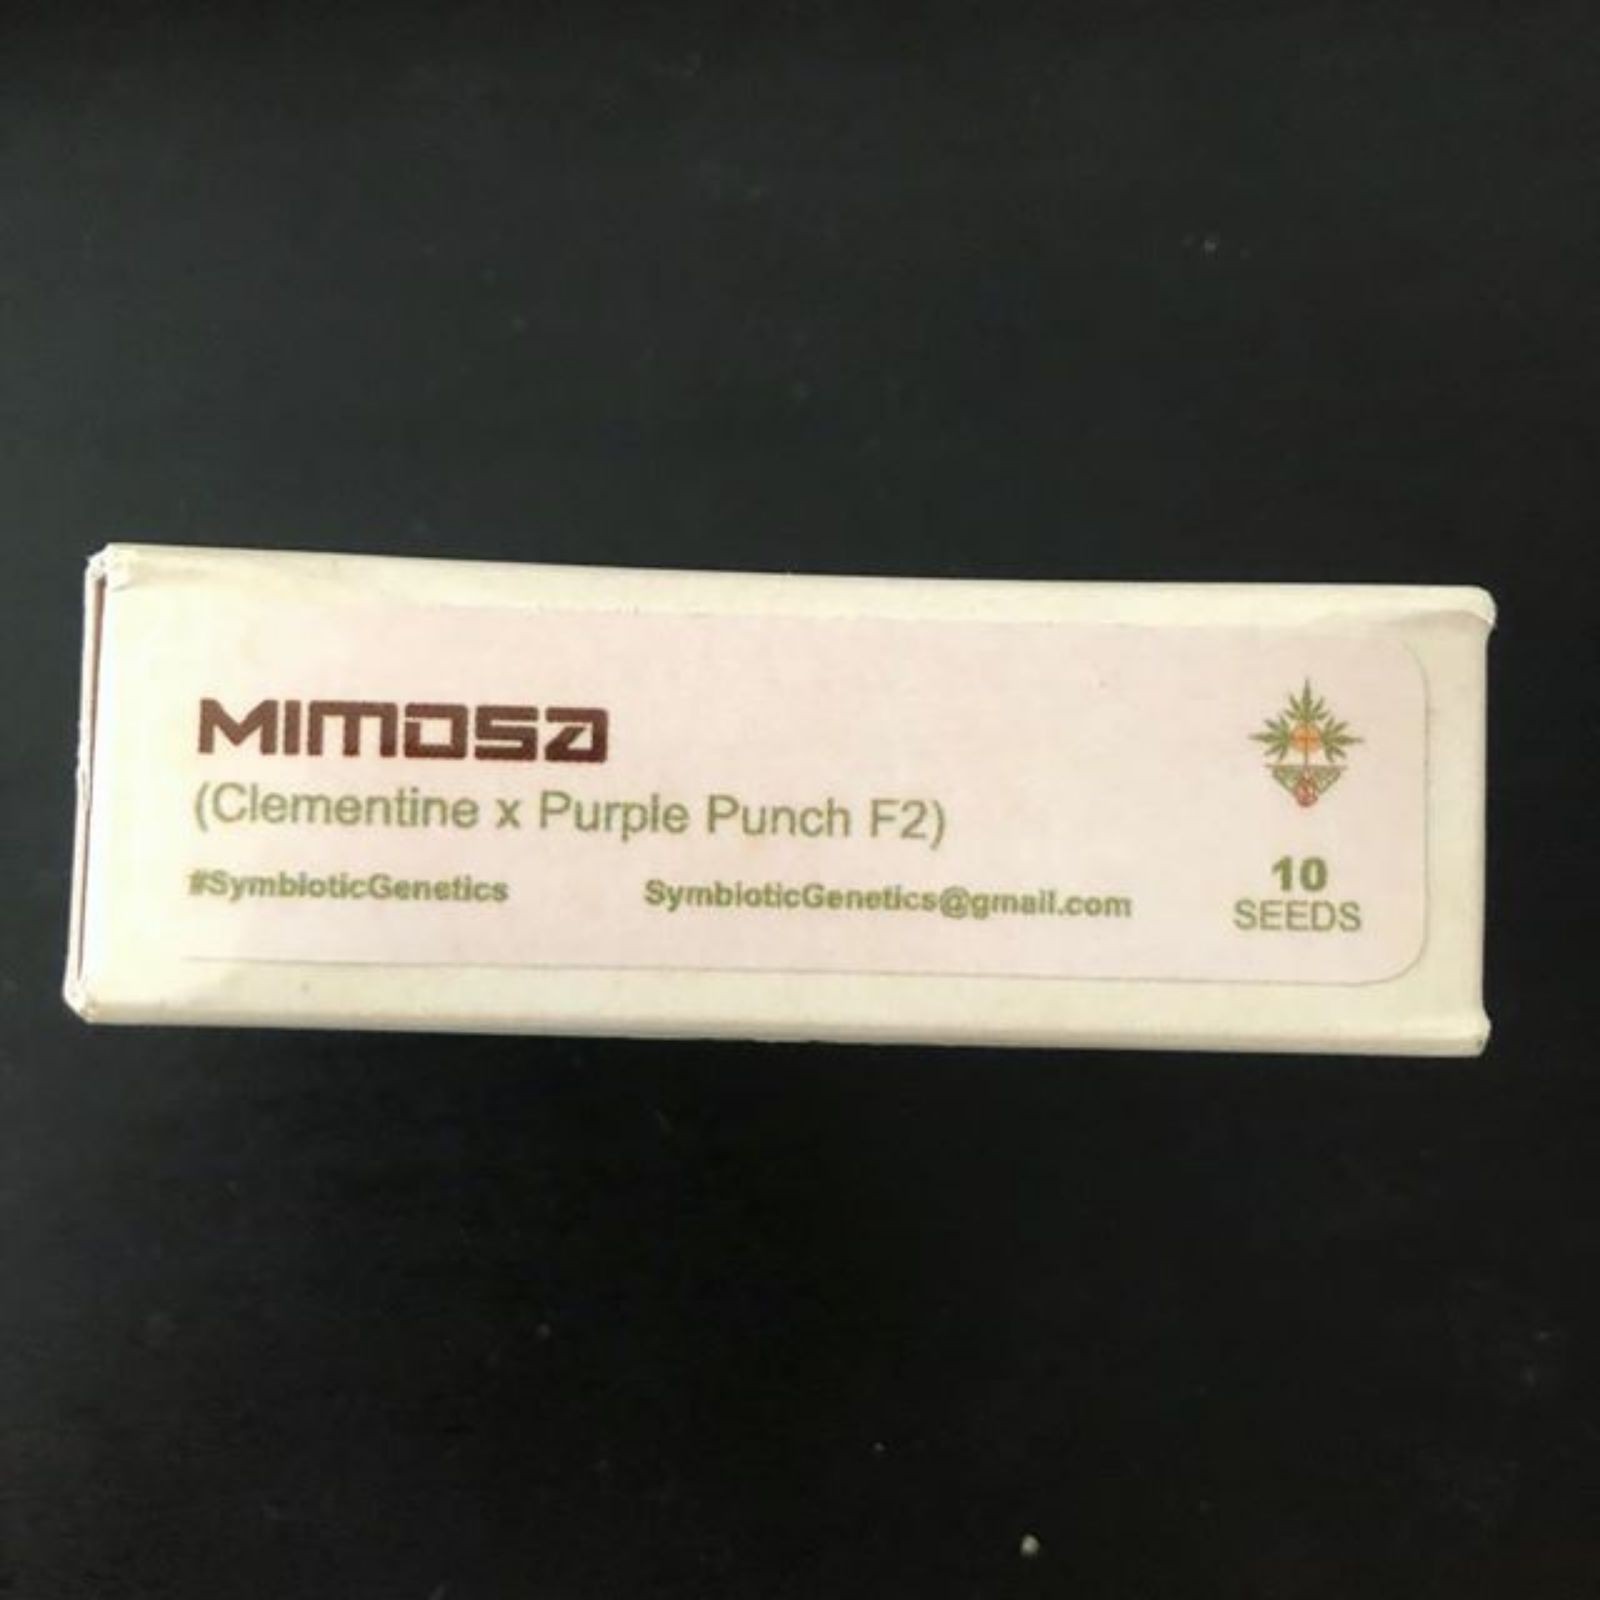 MIMOSA
(Clementine x Purple Punch F2)
#SymbioticGenetics SymbioticGenetics@gmail.com
10
SEEDS